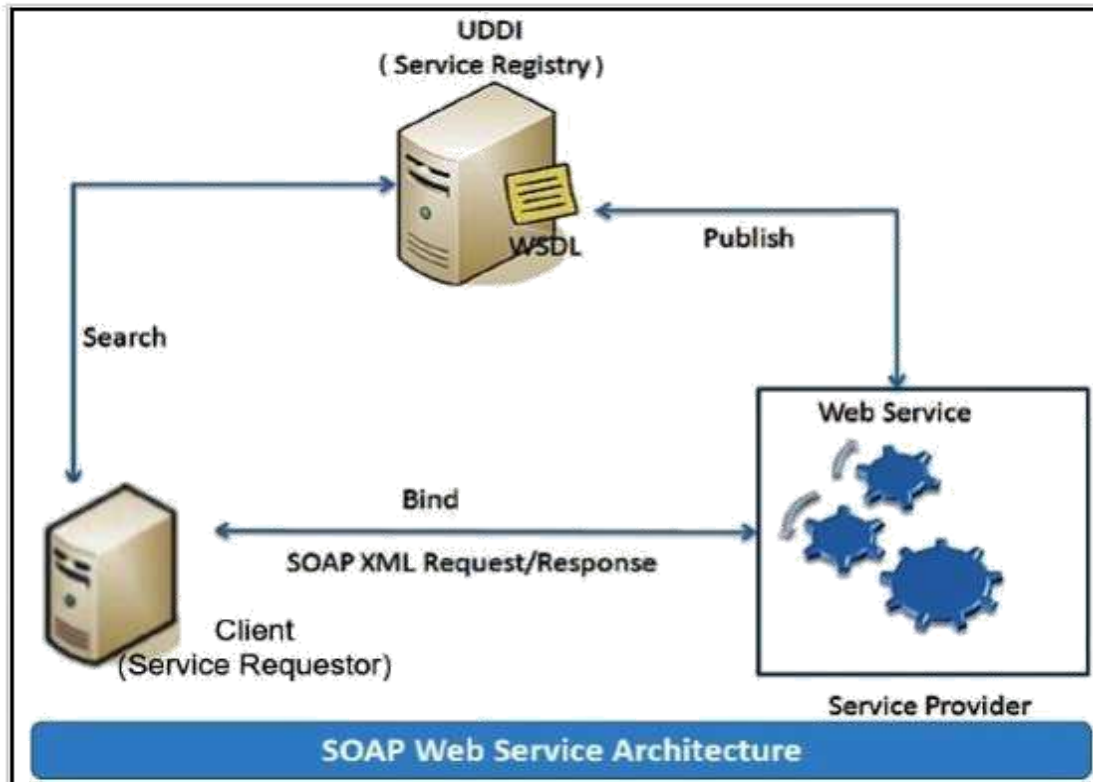 UDDI
( Service Registry )
WSDL
Publish
Search
Web Service
Bind
SOAP XML Request/Response
Client
(Service Requestor)
Service Provider
SOAP Web Service Architecture